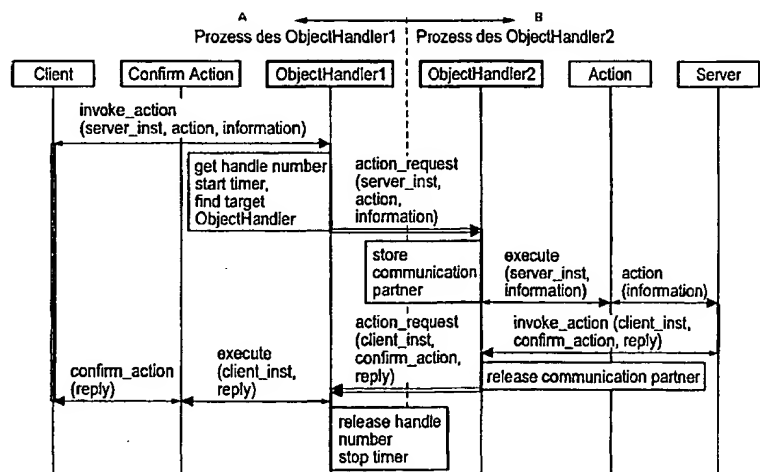 A B
Prozess des ObjectHandler1 Prozess des ObjectHandler2
Client Confirm Action ObjectHandler1 ObjectHandler2 Action Server
invoke_action
(server_inst, action, information)
get handle number
start timer,
find target
ObjectHandler
action_request
(server_inst,
action,
information)
store
communication
partner
execute
(server_inst,
information)
action
(information)
action_request
(client_inst,
confirm_action,
reply)
invoke_action (client_inst,
confirm_action, reply)
confirm_action
(reply)
execute
(client_inst,
reply)
release communication partner
release handle
number
stop timer